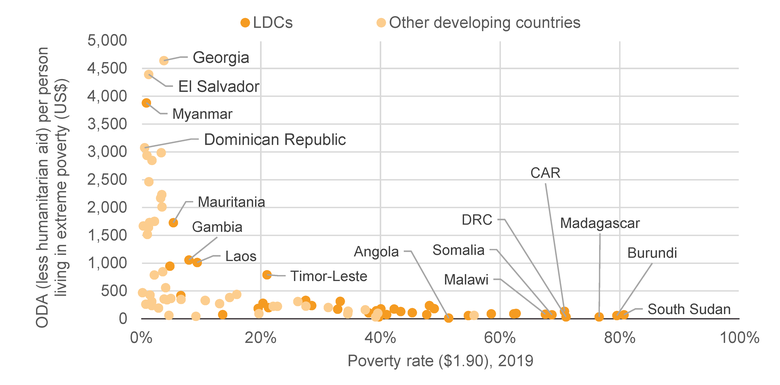 LDCs Other developing countries
ODA (less humanitarian aid) per person
living in extreme poverty (US$)
5,000
4,500
4,000
3,500
3,000
2,500
2,000
1,500
1,000
500
0
Georgia
El Salvador
Myanmar
Dominican Republic
Mauritania
Gambia
Laos
Timor-Leste
Angola
CAR
DRC
Somalia
Malawi
Madagascar
Burundi
South Sudan
0% 20% 40% 60% 80% 100%
Poverty rate ($1.90), 2019